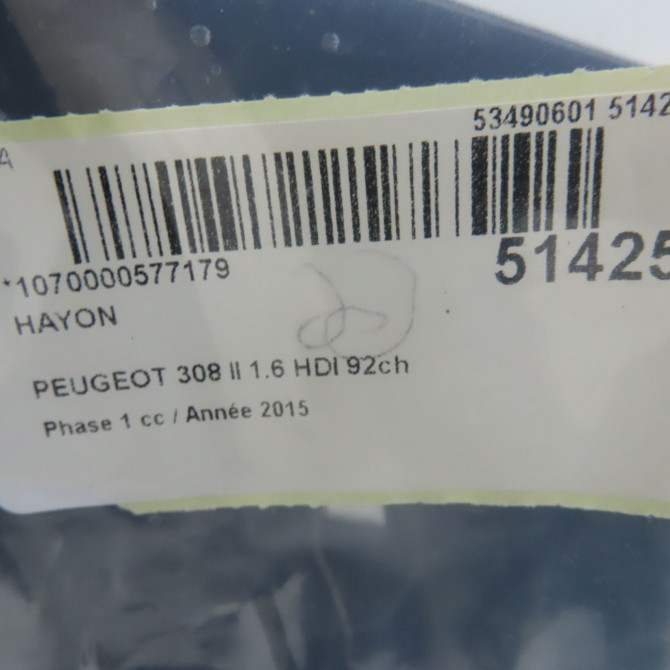 53490601 5142
*1070000577179
51425
HAYON
PEUGEOT 308 II 1.6 HDI 92ch
Phase 1 cc / Année 2015